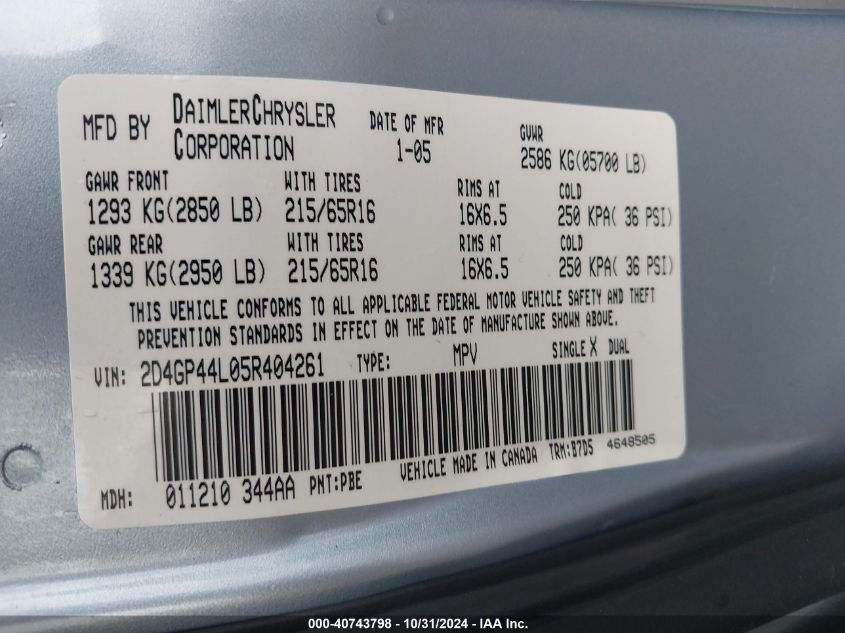 MFD BY DAIMLERCHRYSLER CORPORATION DATE OF MFR 1-05 GVWR 2586 KG(05700 LB)
GAWR FRONT WITH TIRES RIMS AT COLD
1293 KG(2850 LB) 215/65R16 16X6.5 250 KPA( 36 PSI)
GAWR REAR WITH TIRES RIMS AT COLD
1339 KG(2950 LB) 215/65R16 16X6.5 250 KPA( 36 PSI)
THIS VEHICLE CONFORMS TO ALL APPLICABLE FEDERAL MOTOR VEHICLE SAFETY AND THEFT
PREVENTION STANDARDS IN EFFECT ON THE DATE OF MANUFACTURE SHOWN ABOVE.
VIN: 2D4GP44L05R404261 TYPE: MPV SINGLE X DUAL
MDH: 011210 344AA PNT:PBE VEHICLE MADE IN CANADA TRM:B7D5 4648505
000-40743798 - 10/31/2024 - IAA Inc.